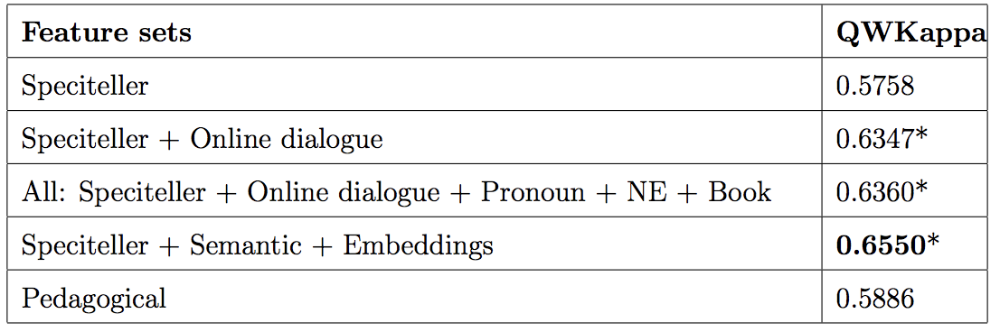 Feature sets QWKappa
Speciteller 0.5758
Speciteller + Online dialogue 0.6347*
All: Speciteller + Online dialogue + Pronoun + NE + Book 0.6360*
Speciteller + Semantic + Embeddings 0.6550*
Pedagogical 0.5886